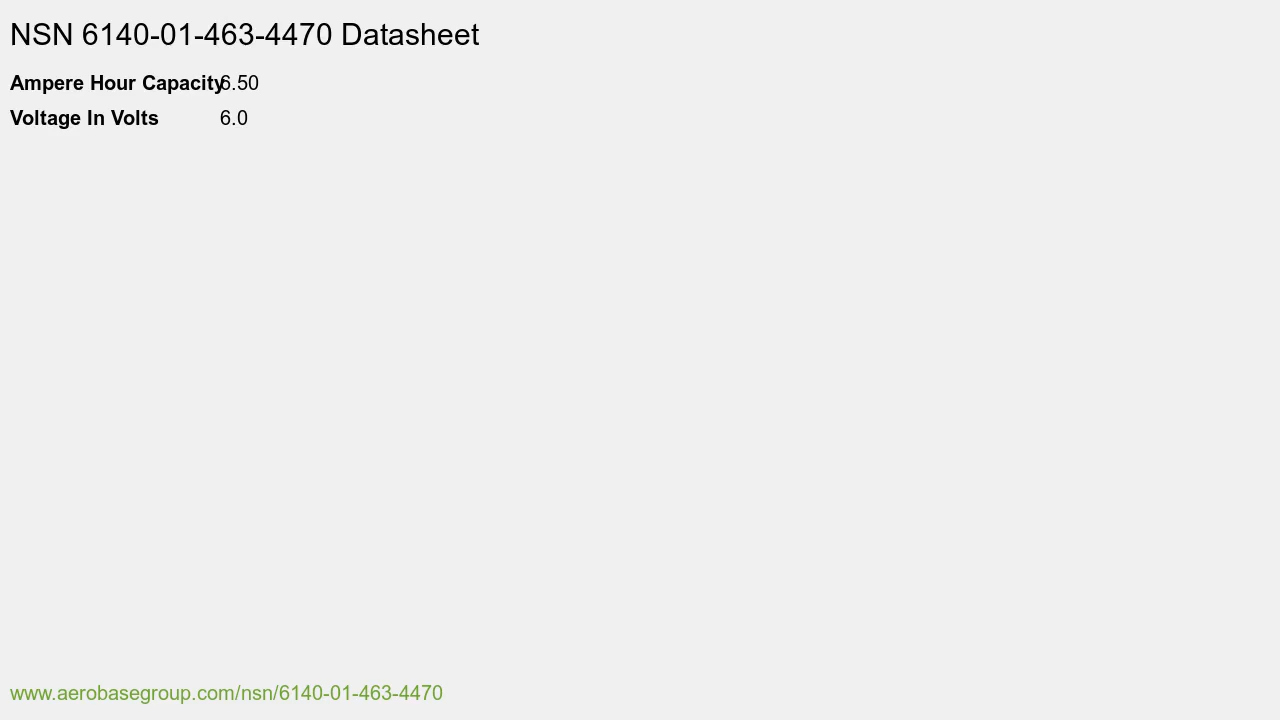 NSN 6140-01-463-4470 Datasheet
Ampere Hour Capacity 6.50
Voltage In Volts 6.0
www.aerobasegroup.com/nsn/6140-01-463-4470